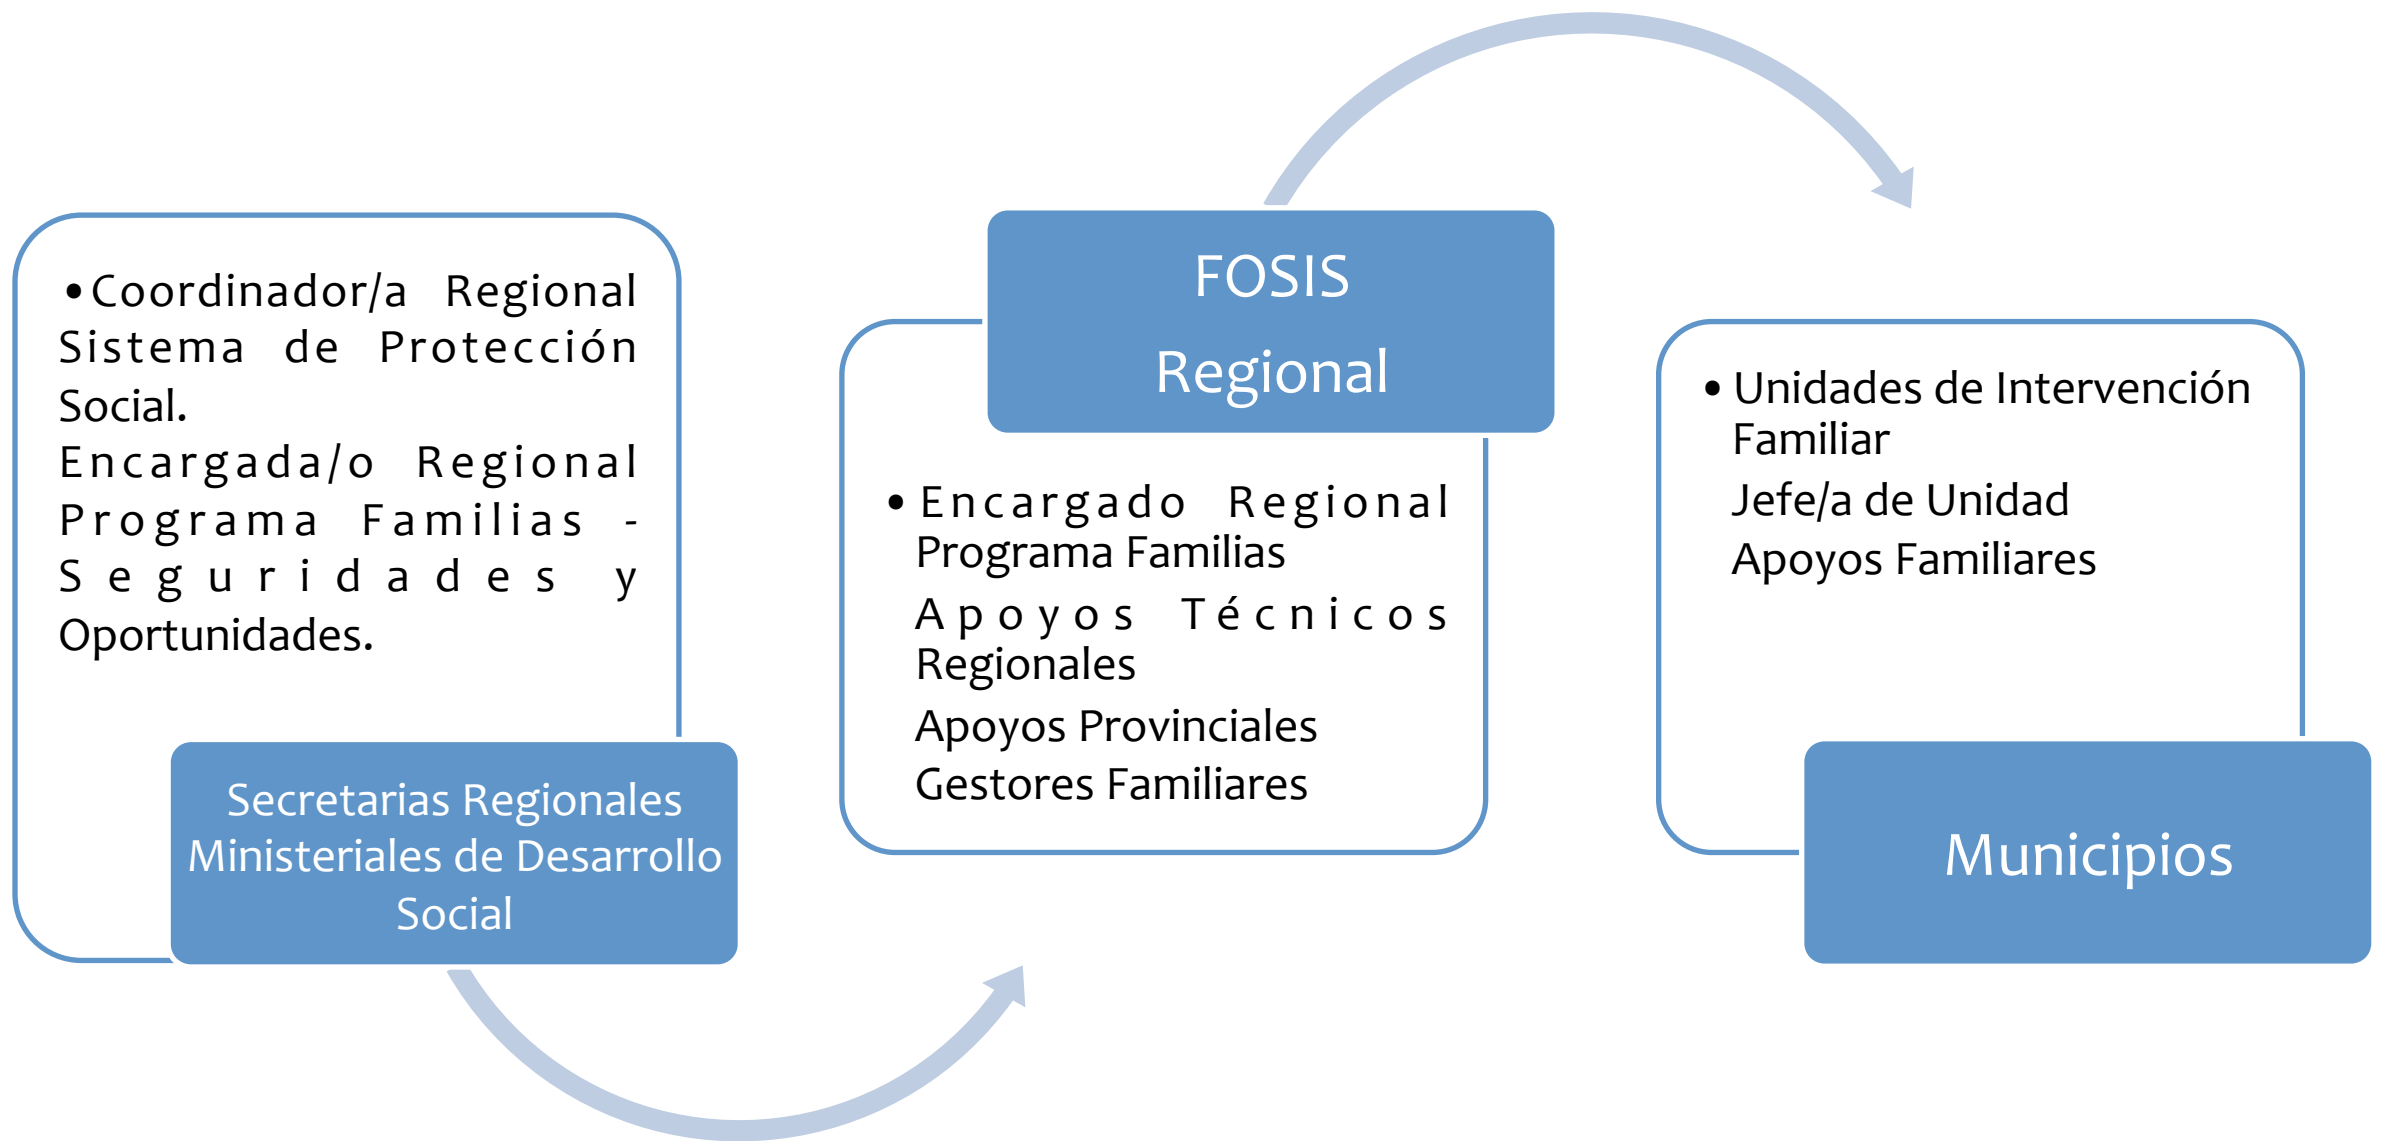 •Coordinador/a Regional
Sistema de Protección
Social.
Encargada/o Regional
Programa Familias -
Seguridades y
Oportunidades.
Secretarias Regionales
Ministeriales de Desarrollo
Social
FOSIS
Regional
• Encargado Regional
Programa Familias
Apoyos Técnicos
Regionales
Apoyos Provinciales
Gestores Familiares
• Unidades de Intervención
Familiar
Jefe/a de Unidad
Apoyos Familiares
Municipios